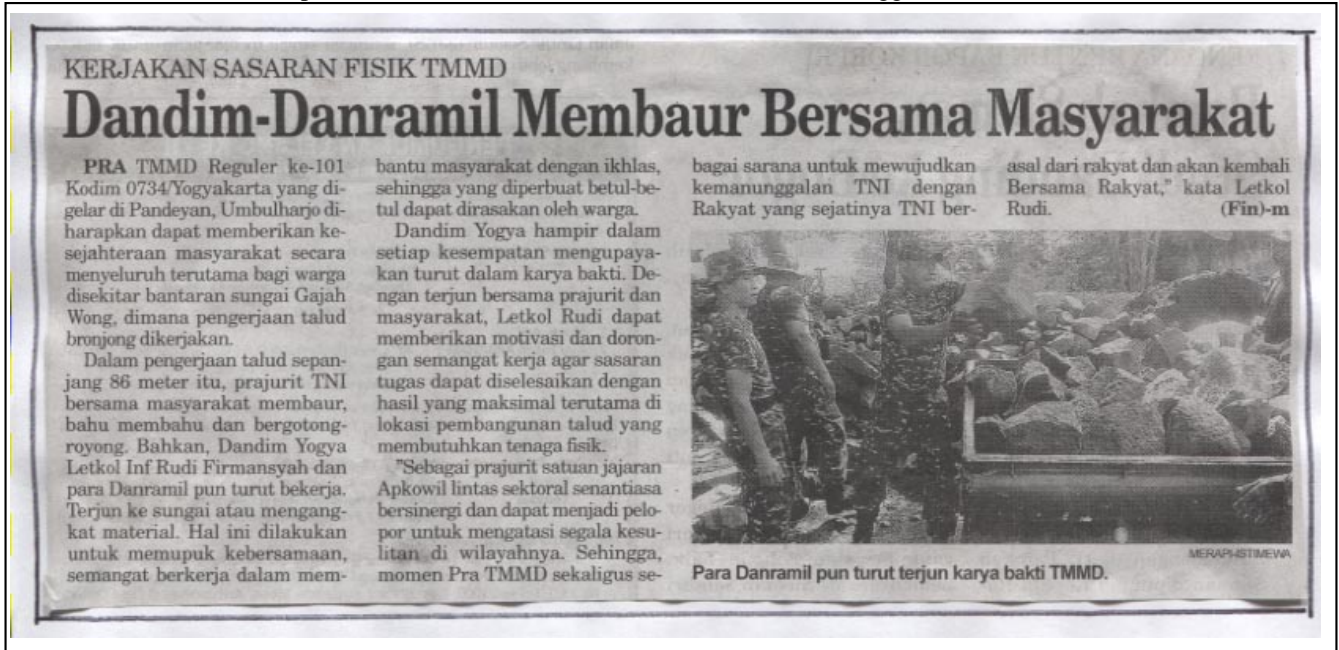 KERJAKAN SASARAN FISIK TMMD
Dandim-Danramil Membaur Bersama Masyarakat
PRA TMMD Reguler ke-101
Kodim 0734/Yogyakarta yang di-
gelar di Pandeyan, Umbulharjo di-
harapkan dapat memberikan ke-
sejahteraan masyarakat secara
menyeluruh terutama bagi warga
disekitar bantaran sungai Gajah
Wong, dimana pengerjaan talud
bronjong dikerjakan.
Dalam pengerjaan talud sepan-
jang 86 meter itu, prajurit TNI
bersama masyarakat membaur,
bahu membahu dan bergotong-
royong. Bahkan, Dandim Yogya
Letkol Inf Rudi Firmansyah dan
para Danramil pun turut bekerja.
Terjun ke sungai atau mengang-
kat material. Hal ini dilakukan
untuk memupuk kebersamaan,
semangat berkerja dalam mem-
bantu masyarakat dengan ikhlas,
sehingga yang diperbuat betul-be-
tul dapat dirasakan oleh warga.
Dandim Yogya hampir dalam
setiap kesempatan mengupaya-
kan turut dalam karya bakti. De-
ngan terjun bersama prajurit dan
masyarakat, Letkol Rudi dapat
memberikan motivasi dan doron-
gan semangat kerja agar sasaran
tugas dapat diselesaikan dengan
hasil yang maksimal terutama di
lokasi pembangunan talud yang
membutuhkan tenaga fisik.
"Sebagai prajurit satuan jajaran
Apkowil lintas sektoral senantiasa
bersinergi dan dapat menjadi pelo-
por untuk mengatasi segala kesu-
litan di wilayahnya. Sehingga,
momen Pra TMMD sekaligus se-
bagai sarana untuk mewujudkan
kemanunggalan TNI dengan
Rakyat yang sejatinya TNI ber-
asal dari rakyat dan akan kembali
Bersama Rakyat," kata Letkol
Rudi. (Fin)-m
MERAPI-ISTIMEWA
Para Danramil pun turut terjun karya bakti TMMD.